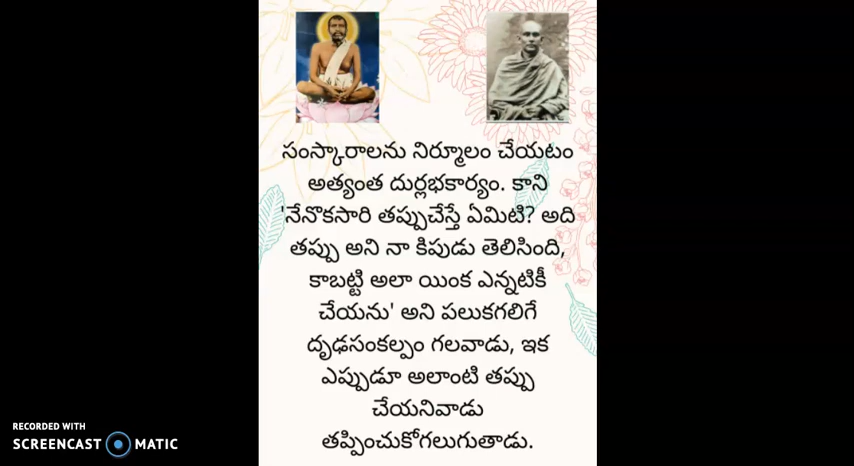 సంస్కారాలను నిర్మూలం చేయటం
అత్యంత దుర్లభకార్యం. కాని
'నేనొకసారి తప్పుచేస్తే ఏమిటి? అది
తప్పు అని నా కిపుడు తెలిసింది,
కాబట్టి అలా యింక ఎన్నటికీ
చేయను' అని పలుకగలిగే
దృఢసంకల్పం గలవాడు, ఇక
ఎప్పుడూ అలాంటి తప్పు
చేయనివాడు
తప్పించుకోగలుగుతాడు.
RECORDED WITH
SCREENCAST MATIC